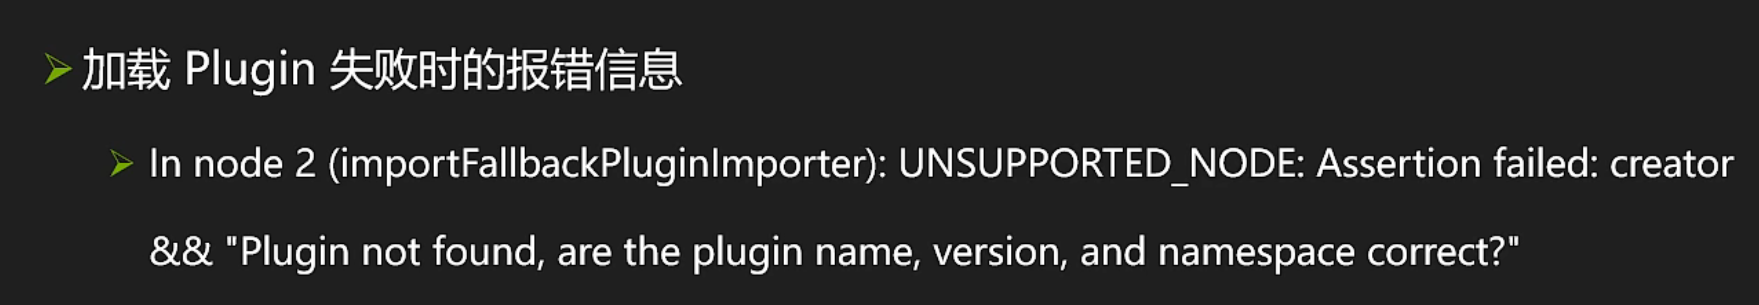 加载 Plugin 失败时的报错信息
In node 2 (importFallbackPluginImporter): UNSUPPORTED_NODE: Assertion failed: creator
&& "Plugin not found, are the plugin name, version, and namespace correct?"